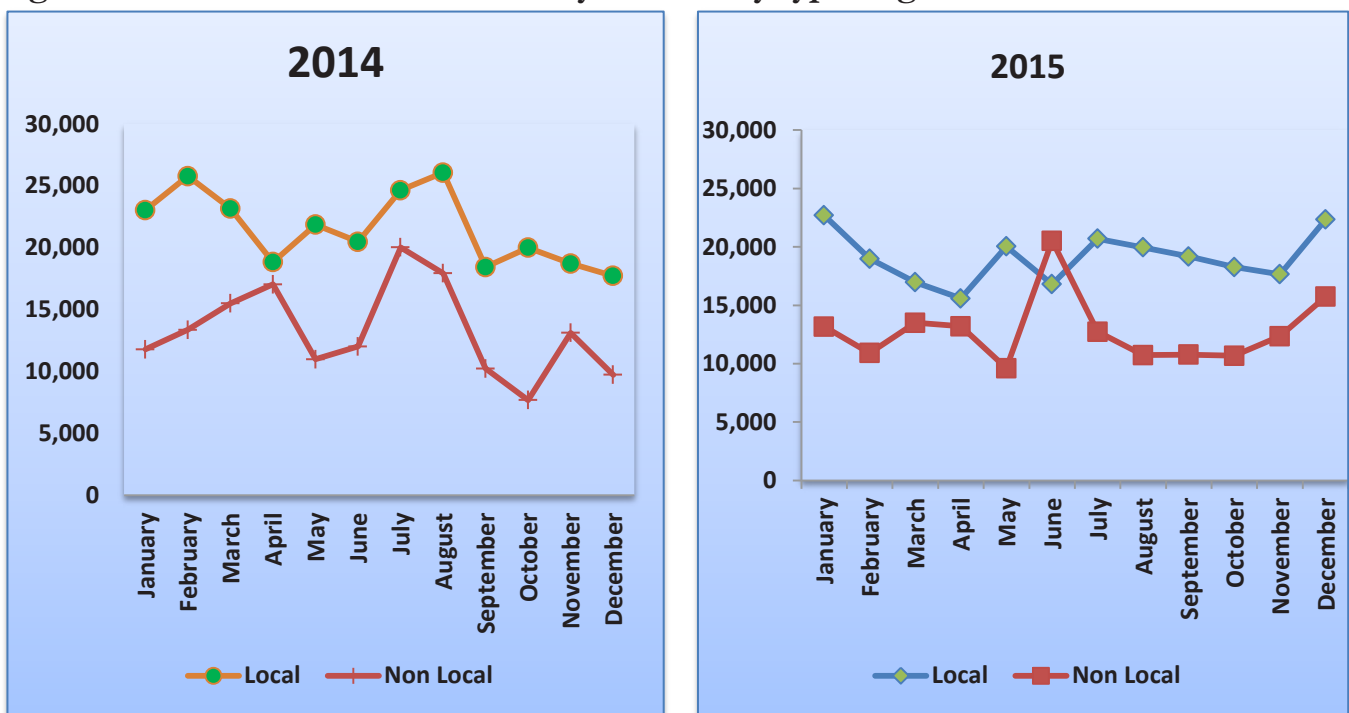 2014
30,000
25,000
20,000
15,000
10,000
5,000
0
January
February
March
April
May
June
July
August
September
October
November
December
Local
Non Local
2015
30,000
25,000
20,000
15,000
10,000
5,000
0
January
February
March
April
May
June
July
August
September
October
November
December
Local
Non Local